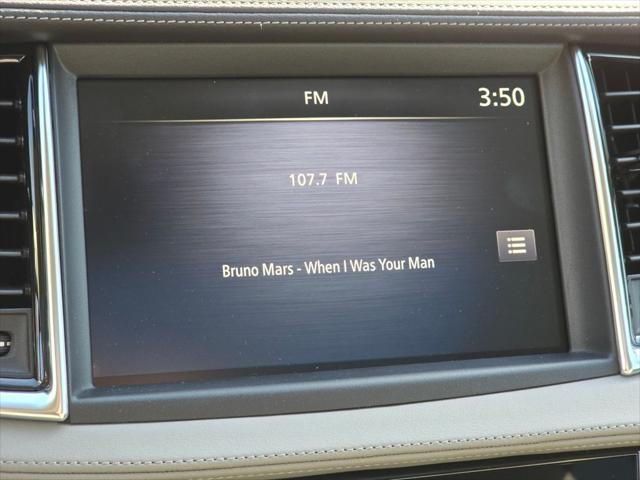 FM 3:50
107.7 FM
Bruno Mars - When I Was Your Man